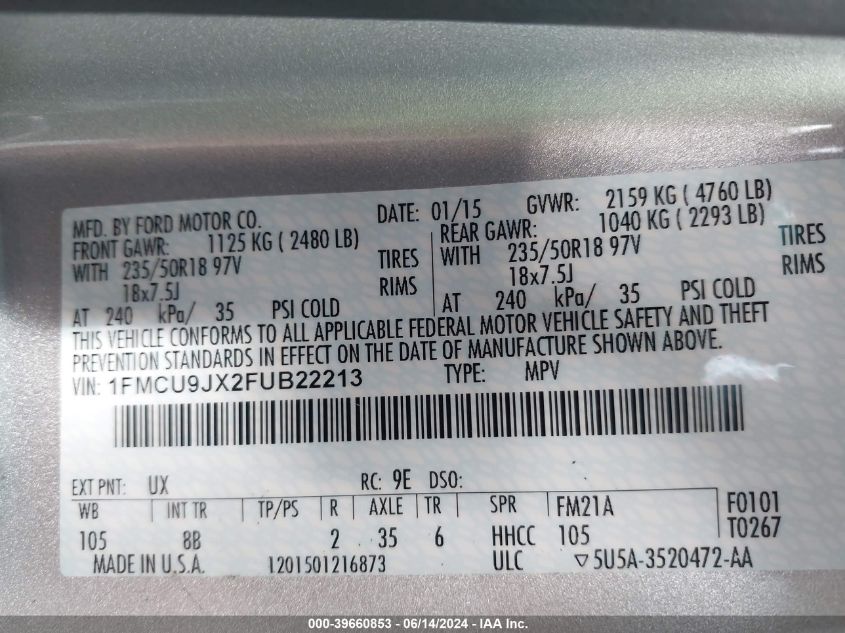 MFD. BY FORD MOTOR CO. DATE: 01/15 GVWR: 2159 KG ( 4760 LB)
FRONT GAWR: 1125 KG ( 2480 LB) REAR GAWR: 1040 KG ( 2293 LB)
WITH 235/50R18 97V TIRES WITH 235/50R18 97V TIRES
18x7.5J RIMS 18x7.5J RIMS
AT 240 kPa/ 35 PSI COLD AT 240 kPa/ 35 PSI COLD
THIS VEHICLE CONFORMS TO ALL APPLICABLE FEDERAL MOTOR VEHICLE SAFETY AND THEFT
PREVENTION STANDARDS IN EFFECT ON THE DATE OF MANUFACTURE SHOWN ABOVE.
VIN: 1FMCU9JX2FUB22213 TYPE: MPV
EXT PNT: UX RC: 9E DSO:
WB INT TR TP/PS R AXLE TR SPR FM21A F0101
105 8B 2 35 6 HHCC 105 T0267
MADE IN U.S.A. 1201501216873 ULC ▽5U5A-3520472-AA
000-39660853 - 06/14/2024 - IAA Inc.